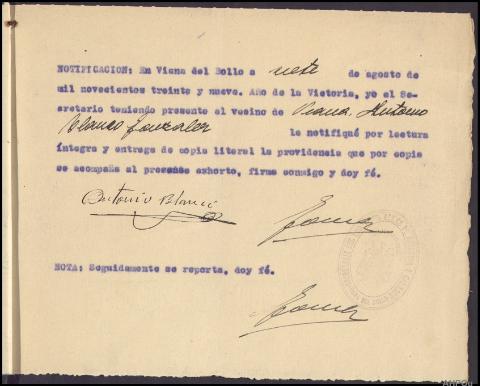 NOTIFICACION: En Viana del Bollo a siete de agosto de
mil novecientos treinta y nueve. Año de la Victoria, yo el Se-
cretario teniendo presente al vecino de Viana, Antonio
Blanco González le notifiqué por lectura
íntegra y entrega de copia literal la providencia que por copia
se acompaña al presente exhorto, firma conmigo y doy fé.
Antonio Blanco
NOTA: Seguidamente se reporta, doy fé.